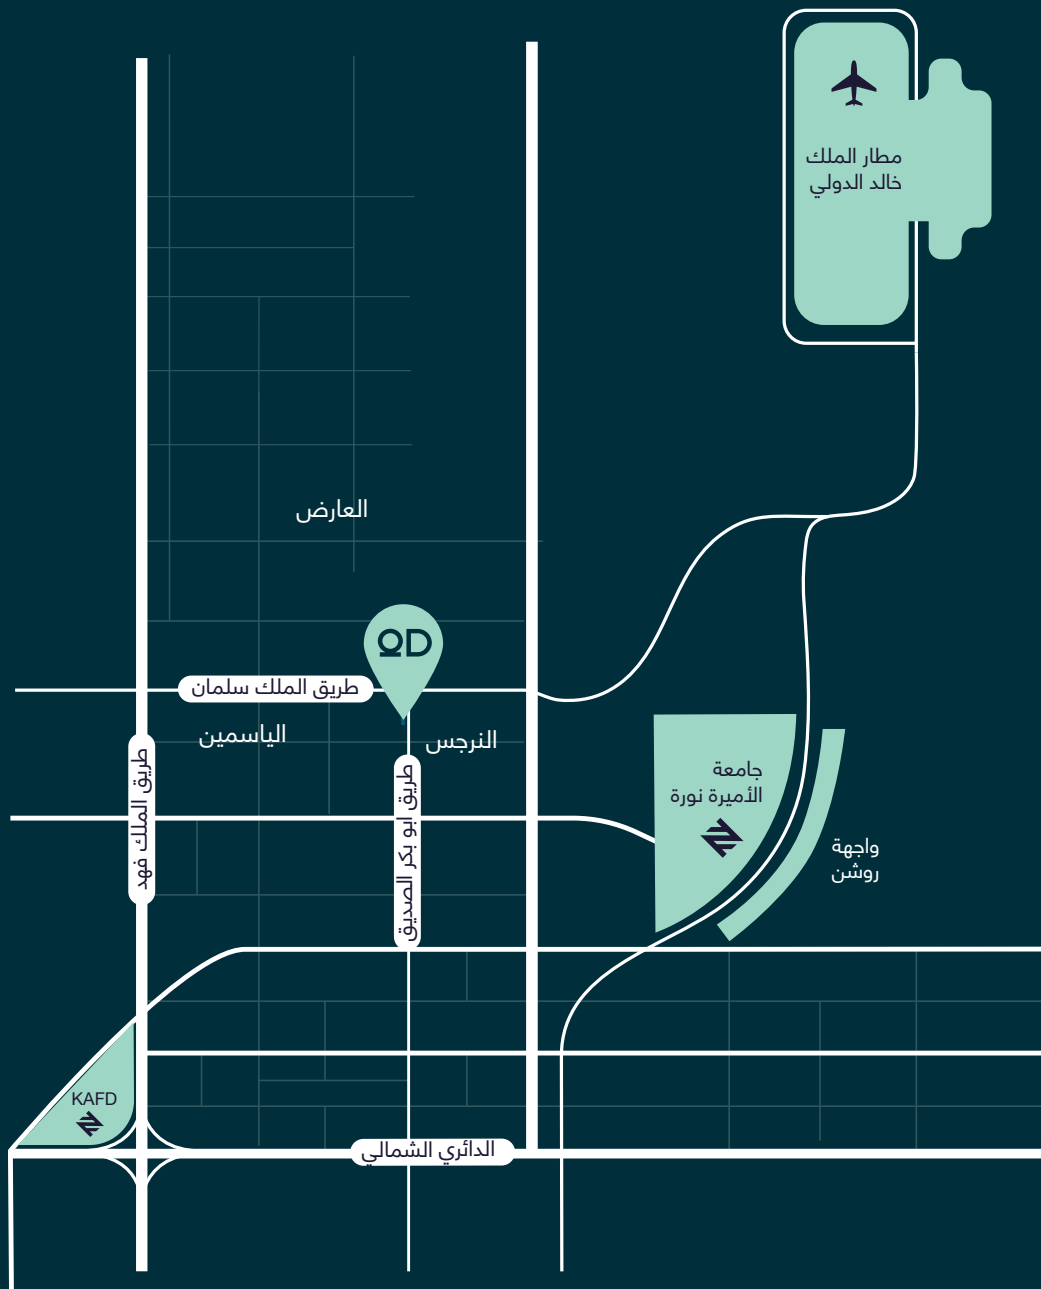 مطار الملك
خالد الدولي
العارض
QD
طريق الملك سلمان
الياسمين
النرجس
طريق الملك فهد
طريق ابو بكر الصديق
جامعة
الأميرة نورة
واجهة
روشن
KAFD
الدائري الشمالي